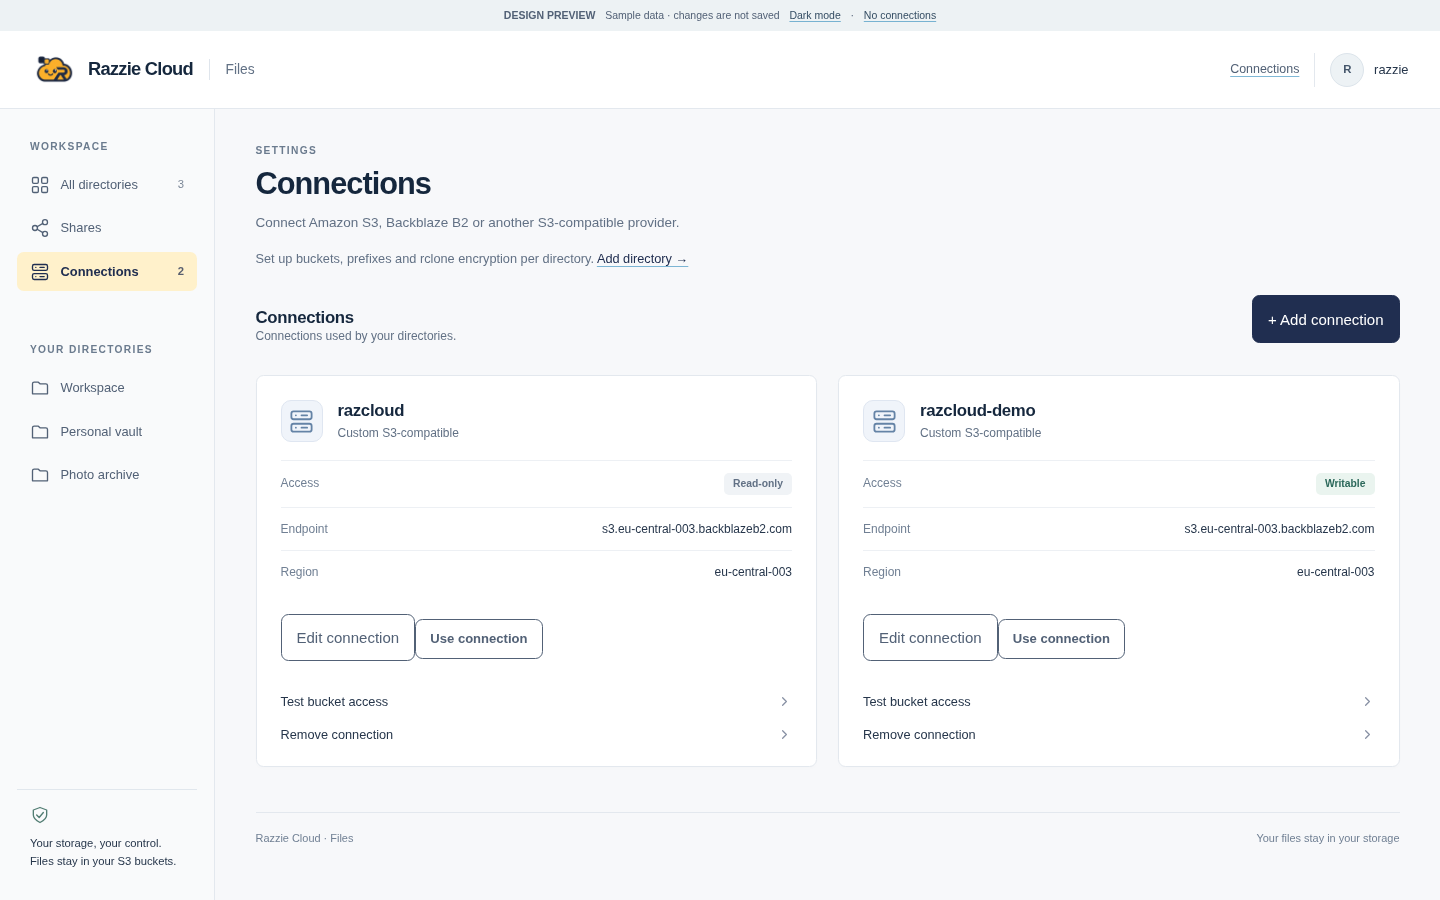 DESIGN PREVIEW Sample data · changes are not saved Dark mode · No connections
Razzie Cloud Files Connections R razzie
WORKSPACE
All directories 3
Shares
Connections 2
YOUR DIRECTORIES
Workspace
Personal vault
Photo archive
Your storage, your control.
Files stay in your S3 buckets.
SETTINGS
Connections
Connect Amazon S3, Backblaze B2 or another S3-compatible provider.
Set up buckets, prefixes and rclone encryption per directory. Add directory →
Connections
Connections used by your directories.
+ Add connection
razcloud
Custom S3-compatible
Access Read-only
Endpoint s3.eu-central-003.backblazeb2.com
Region eu-central-003
Edit connection Use connection
Test bucket access
Remove connection
razcloud-demo
Custom S3-compatible
Access Writable
Endpoint s3.eu-central-003.backblazeb2.com
Region eu-central-003
Edit connection Use connection
Test bucket access
Remove connection
Razzie Cloud · Files Your files stay in your storage